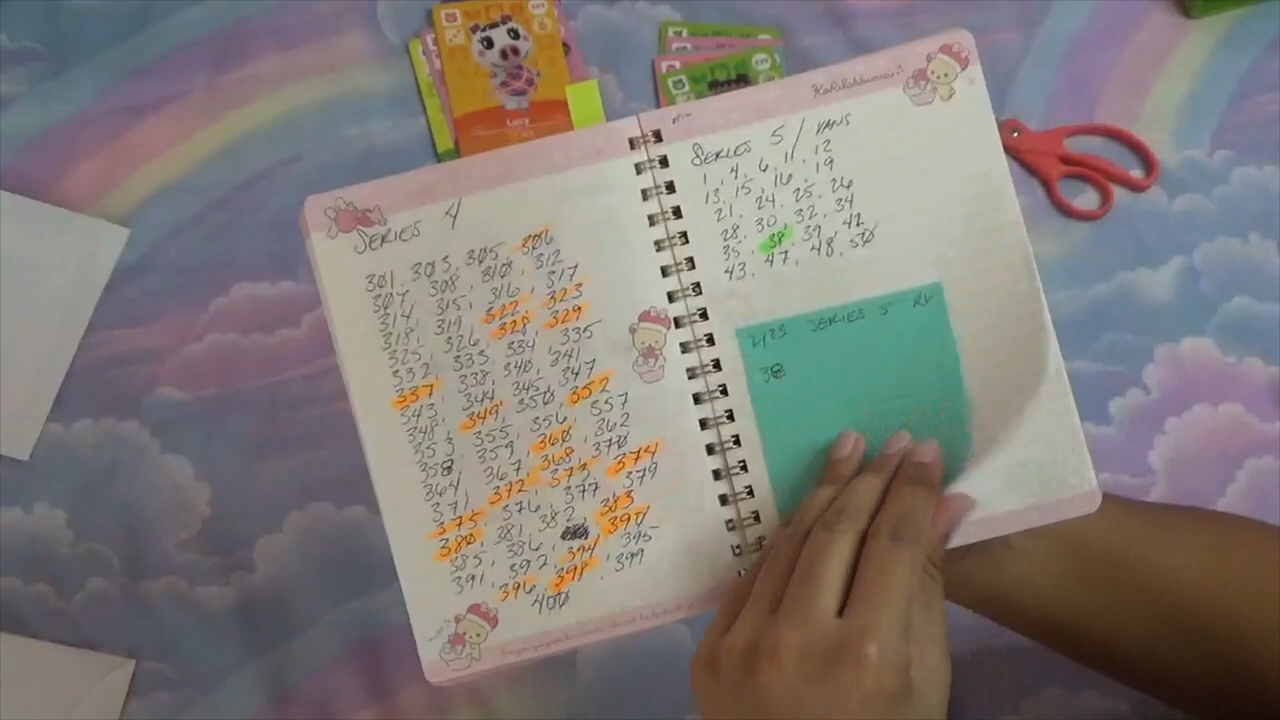 Lucy
SERIES 4
301, 303, 305, 306
307, 308, 310, 312
314, 315, 316, 317
318, 319, 322, 323
325, 326, 328, 329
332, 333, 334, 335
337, 338, 340, 341
343, 344, 345, 347
348, 349, 350, 352
353, 355, 356, 357
358, 359, 360, 362
364, 367, 368, 370
371, 372, 373, 374
375, 376, 377, 379
380, 381, 382, 383
385, 386, 390
391, 392, 394, 395
396, 398, 399
400
SERIES 5 /
1, 4, 6, 11, 12
13, 15, 16, 19
21, 24, 25, 26
28, 30, 32, 34
35, 38, 39, 42
43, 47, 48, 50
2/23 SERIES 5 RV
38